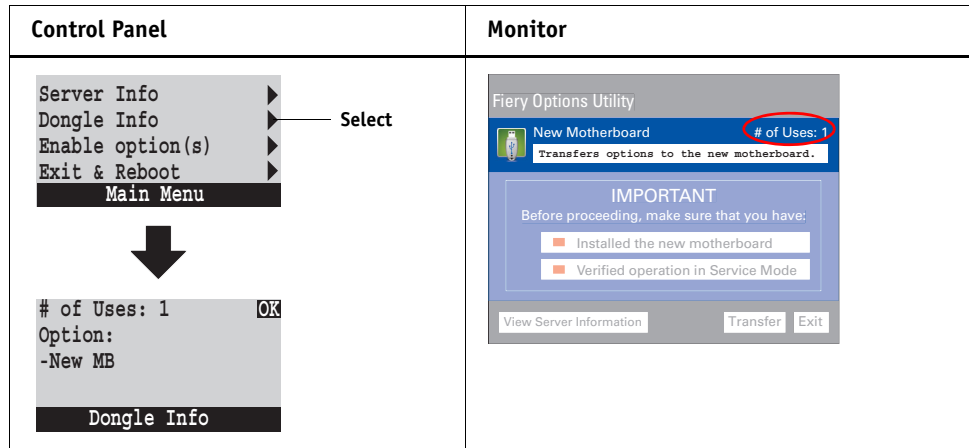 Control Panel
Monitor
Server Info
Dongle Info
Select
Enable option(s)
Exit & Reboot
Main Menu
# of Uses: 1 OK
Option:
-New MB
Dongle Info
Fiery Options Utility
New Motherboard # of Uses: 1
Transfers options to the new motherboard.
IMPORTANT
Before proceeding, make sure that you have:
Installed the new motherboard
Verified operation in Service Mode
View Server Information Transfer Exit